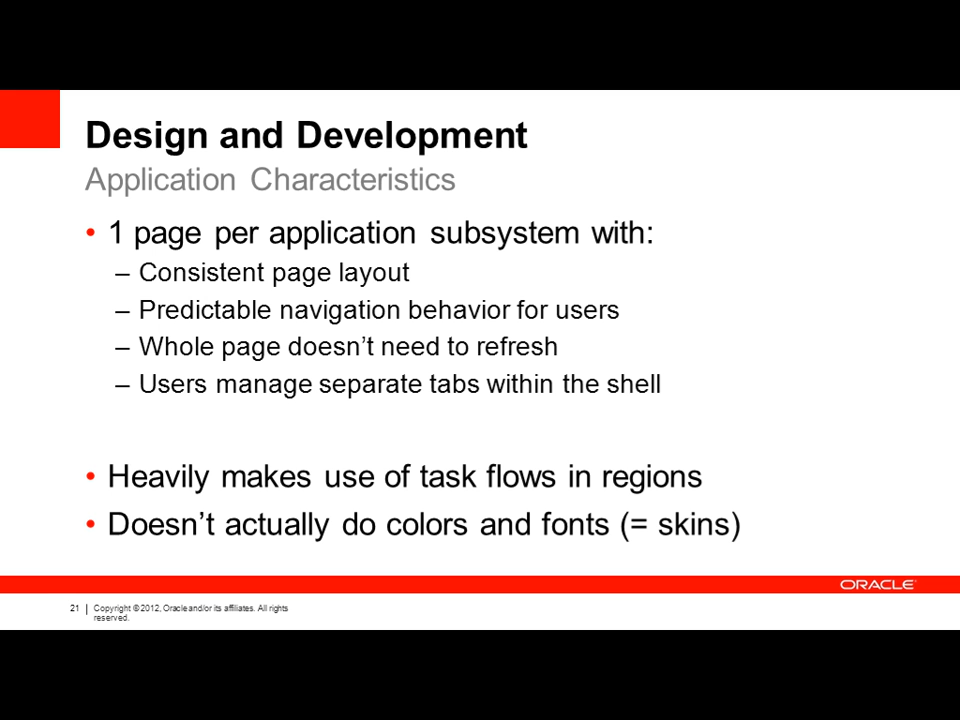 Design and Development
Application Characteristics
• 1 page per application subsystem with:
– Consistent page layout
– Predictable navigation behavior for users
– Whole page doesn’t need to refresh
– Users manage separate tabs within the shell
• Heavily makes use of task flows in regions
• Doesn’t actually do colors and fonts (= skins)
ORACLE
21 | Copyright © 2012, Oracle and/or its affiliates. All rights
reserved.